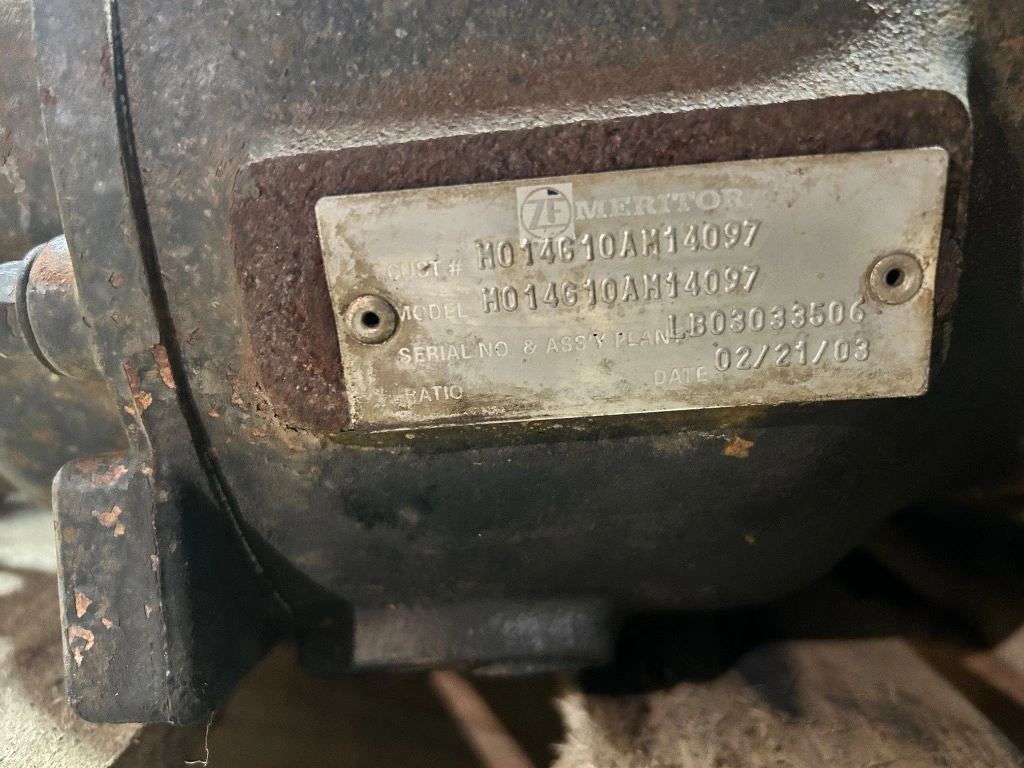 ZF MERITOR
CUST # MO14G10AM14097
MODEL MO14G10AM14097
SERIAL NO. & ASS'Y PLANT LB03033506
RATIO DATE 02/21/03